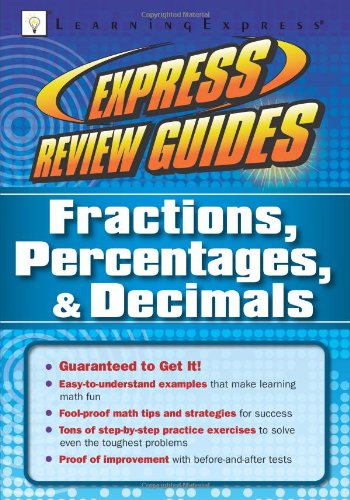 LearningExpress®
EXPRESS
REVIEW GUIDES
Fractions,
Percentages,
& Decimals
• Guaranteed to Get It!
• Easy-to-understand examples that make learning
math fun
• Fool-proof math tips and strategies for success
• Tons of step-by-step practice exercises to solve
even the toughest problems
• Proof of improvement with before-and-after tests